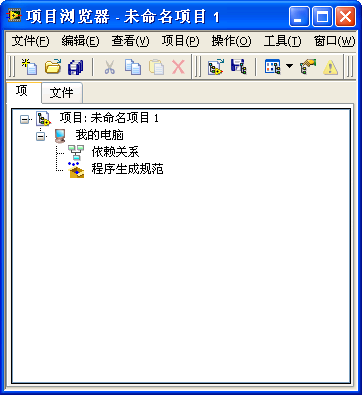 项目浏览器 - 未命名项目 1
文件(F) 编辑(E) 查看(V) 项目(P) 操作(O) 工具(T) 窗口(W)
项 文件
项目: 未命名项目 1
我的电脑
依赖关系
程序生成规范